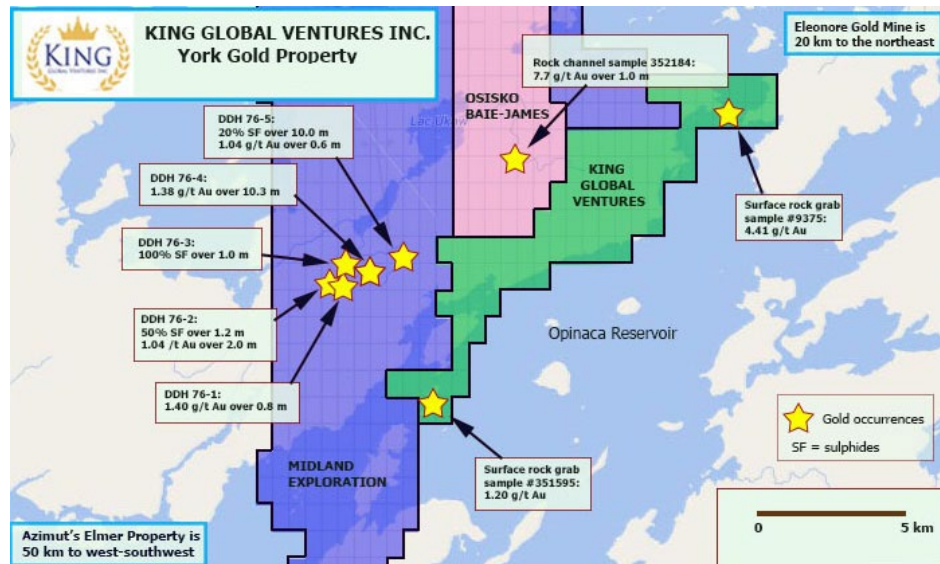 KING
GLOBAL VENTURES INC.
KING GLOBAL VENTURES INC.
York Gold Property
Eleonore Gold Mine is
20 km to the northeast
Rock channel sample 352184:
7.7 g/t Au over 1.0 m
OSISKO
BAIE-JAMES
DDH 76-5:
20% SF over 10.0 m
1.04 g/t Au over 0.6 m
DDH 76-4:
1.38 g/t Au over 10.3 m
KING
GLOBAL
VENTURES
Surface rock grab
sample #9375:
4.41 g/t Au
DDH 76-3:
100% SF over 1.0 m
DDH 76-2:
50% SF over 1.2 m
1.04 /t Au over 2.0 m
Opinaca Reservoir
DDH 76-1:
1.40 g/t Au over 0.8 m
Gold occurrences
SF = sulphides
MIDLAND
EXPLORATION
Surface rock grab
sample #351595:
1.20 g/t Au
Azimut's Elmer Property is
50 km to west-southwest
0 5 km